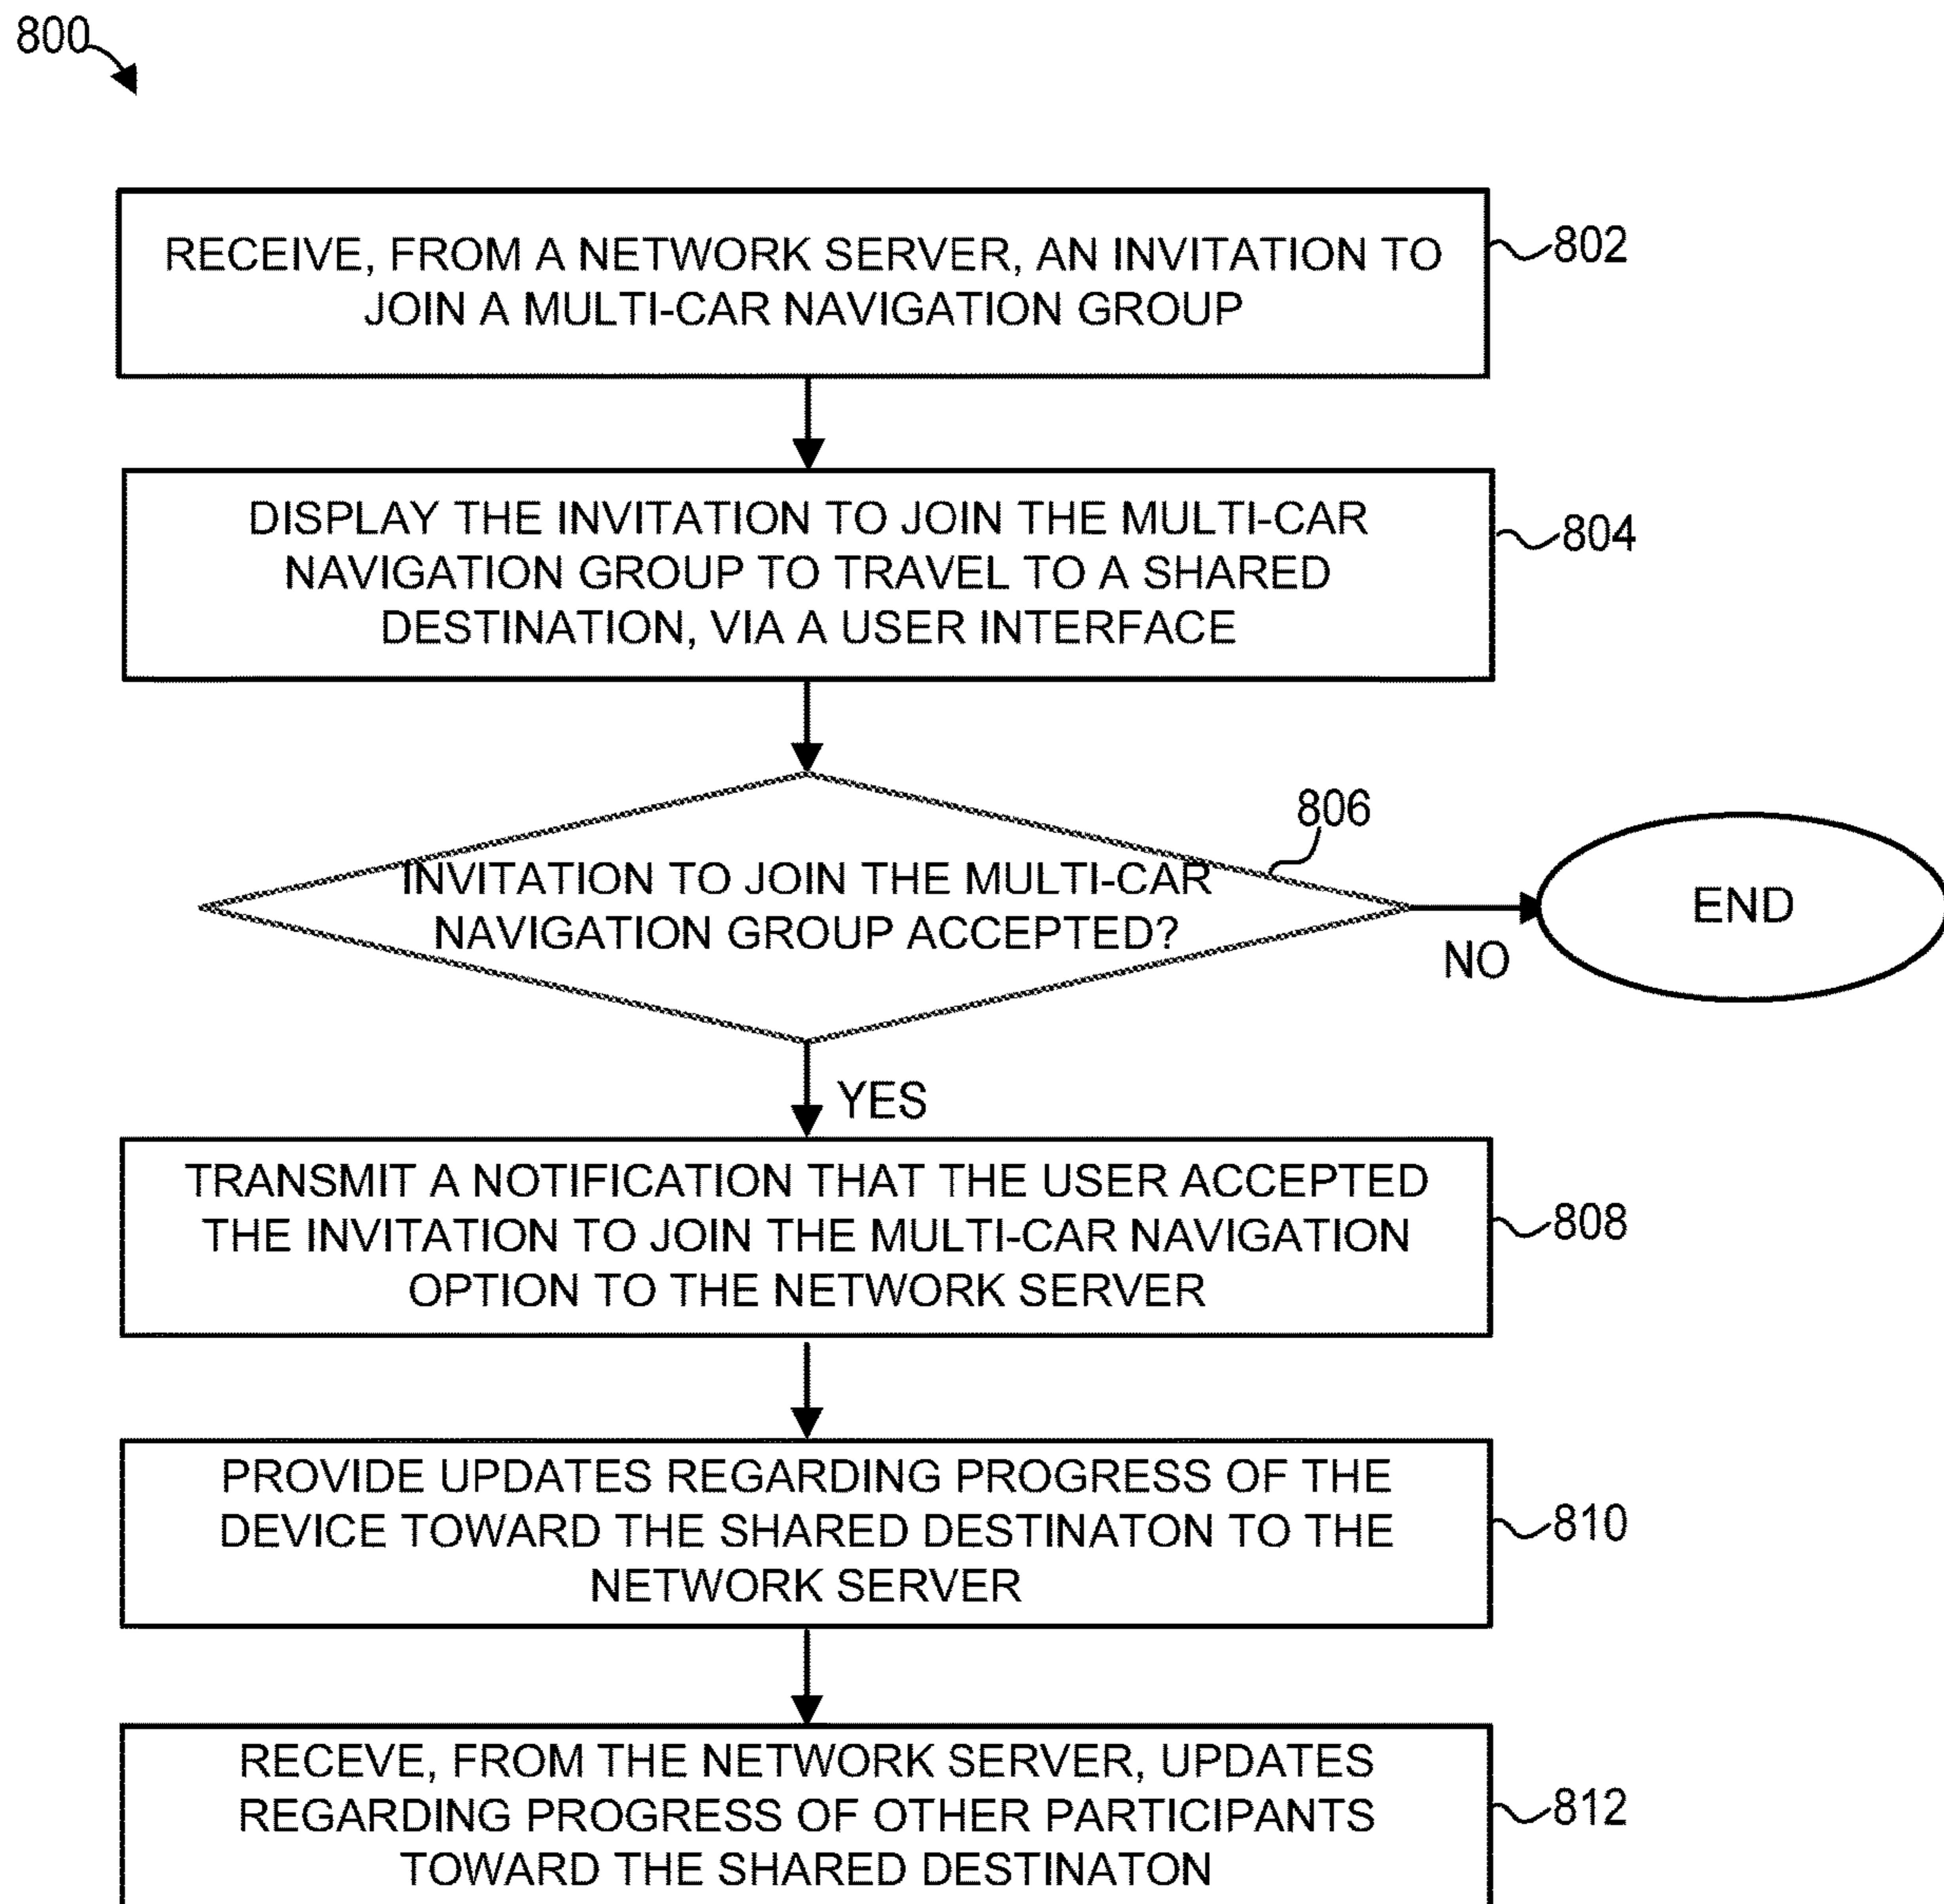 800
RECEIVE, FROM A NETWORK SERVER, AN INVITATION TO
JOIN A MULTI-CAR NAVIGATION GROUP
802
DISPLAY THE INVITATION TO JOIN THE MULTI-CAR
NAVIGATION GROUP TO TRAVEL TO A SHARED
DESTINATION, VIA A USER INTERFACE
804
806
INVITATION TO JOIN THE MULTI-CAR
NAVIGATION GROUP ACCEPTED?
END
NO
YES
TRANSMIT A NOTIFICATION THAT THE USER ACCEPTED
THE INVITATION TO JOIN THE MULTI-CAR NAVIGATION
OPTION TO THE NETWORK SERVER
808
PROVIDE UPDATES REGARDING PROGRESS OF THE
DEVICE TOWARD THE SHARED DESTINATON TO THE
NETWORK SERVER
810
RECEVE, FROM THE NETWORK SERVER, UPDATES
REGARDING PROGRESS OF OTHER PARTICIPANTS
TOWARD THE SHARED DESTINATON
812